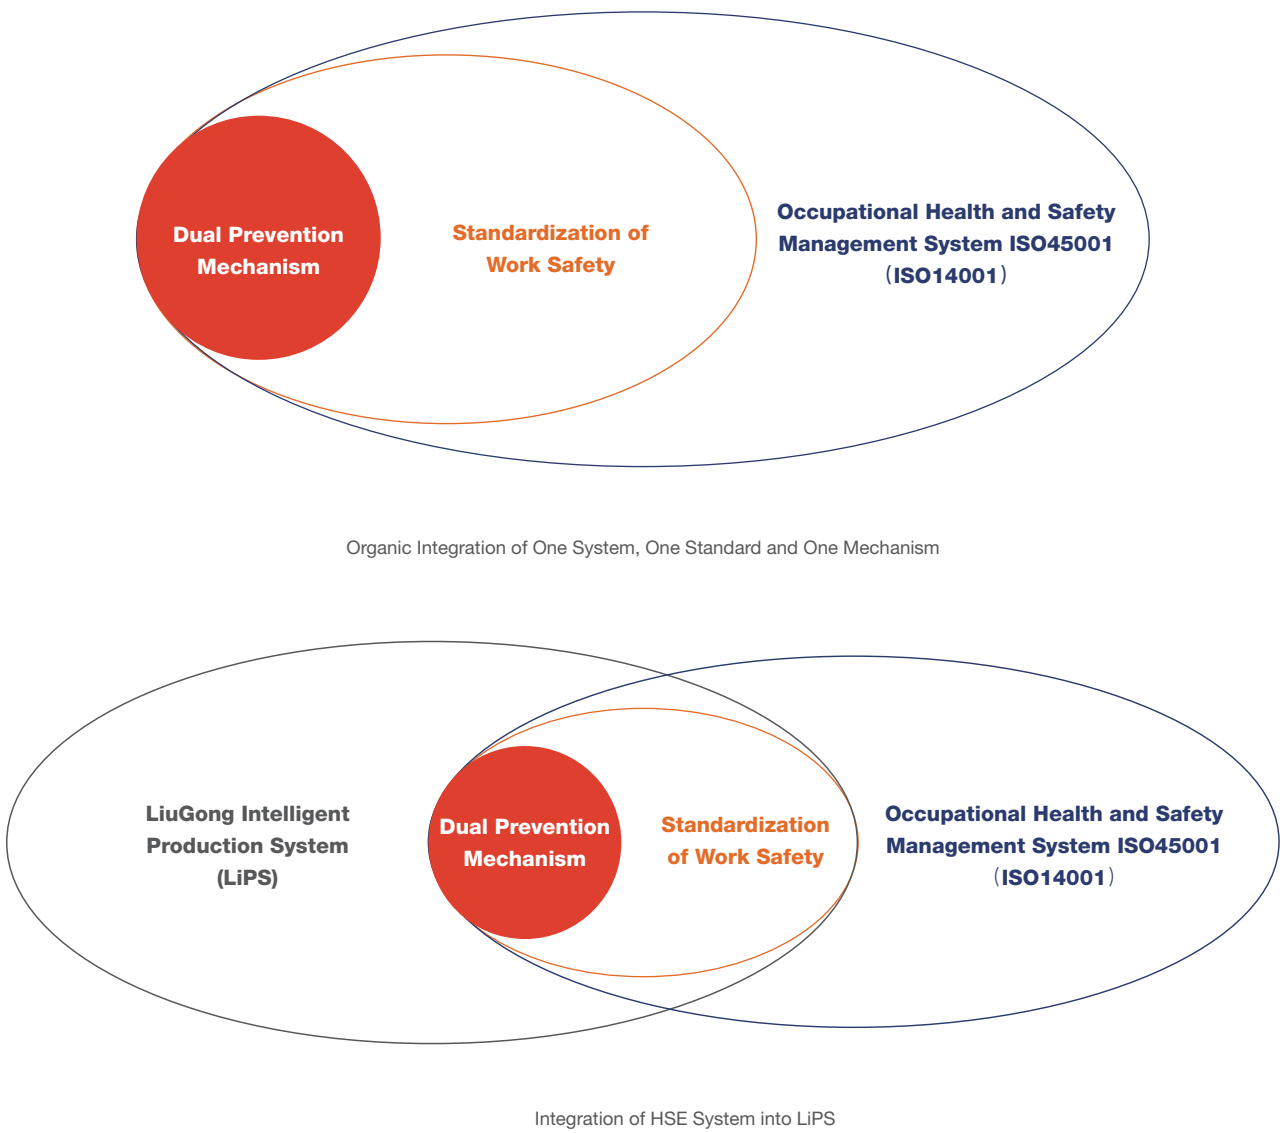 Dual Prevention
Mechanism
Standardization of
Work Safety
Occupational Health and Safety
Management System ISO45001
(ISO14001)
Organic Integration of One System, One Standard and One Mechanism
LiuGong Intelligent
Production System
(LiPS)
Dual Prevention
Mechanism
Standardization
of Work Safety
Occupational Health and Safety
Management System ISO45001
(ISO14001)
Integration of HSE System into LiPS